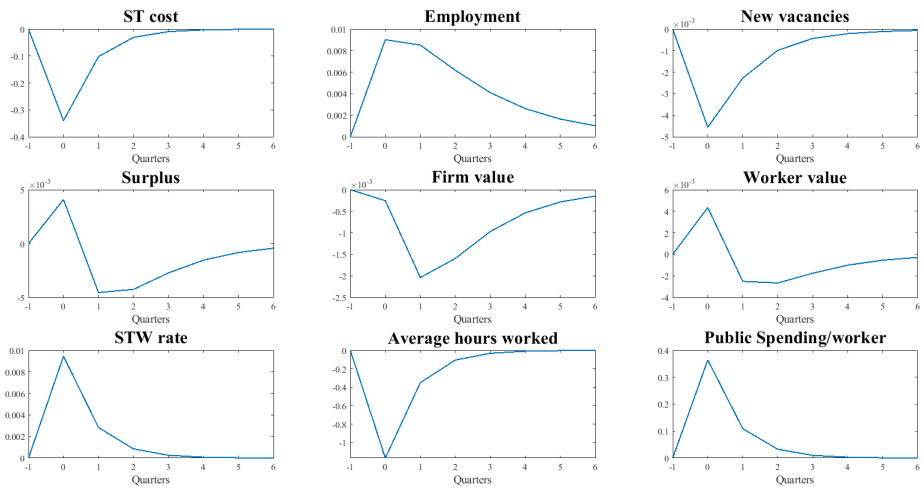 ST cost
0
-0.1
-0.2
-0.3
-0.4
-1 0 1 2 3 4 5 6
Quarters
Employment
0.01
0.008
0.006
0.004
0.002
0
-1 0 1 2 3 4 5 6
Quarters
New vacancies
×10⁻³
0
-1
-2
-3
-4
-5
-1 0 1 2 3 4 5 6
Quarters
Surplus
×10⁻³
5
0
-5
-1 0 1 2 3 4 5 6
Quarters
Firm value
×10⁻³
0
-0.5
-1
-1.5
-2
-2.5
-1 0 1 2 3 4 5 6
Quarters
Worker value
×10⁻³
6
4
2
0
-2
-4
-1 0 1 2 3 4 5 6
Quarters
STW rate
0.01
0.008
0.006
0.004
0.002
0
-1 0 1 2 3 4 5 6
Quarters
Average hours worked
0
-0.2
-0.4
-0.6
-0.8
-1
-1 0 1 2 3 4 5 6
Quarters
Public Spending/worker
0.4
0.3
0.2
0.1
0
-1 0 1 2 3 4 5 6
Quarters